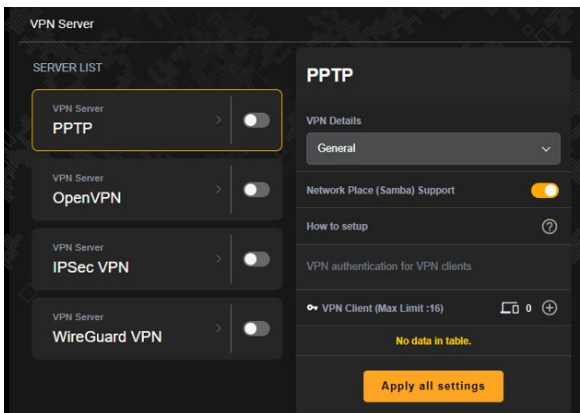 VPN Server
SERVER LIST
VPN Server
PPTP
VPN Server
OpenVPN
VPN Server
IPSec VPN
VPN Server
WireGuard VPN
PPTP
VPN Details
General
Network Place (Samba) Support
How to setup
VPN authentication for VPN clients
VPN Client (Max Limit :16) 0
No data in table.
Apply all settings